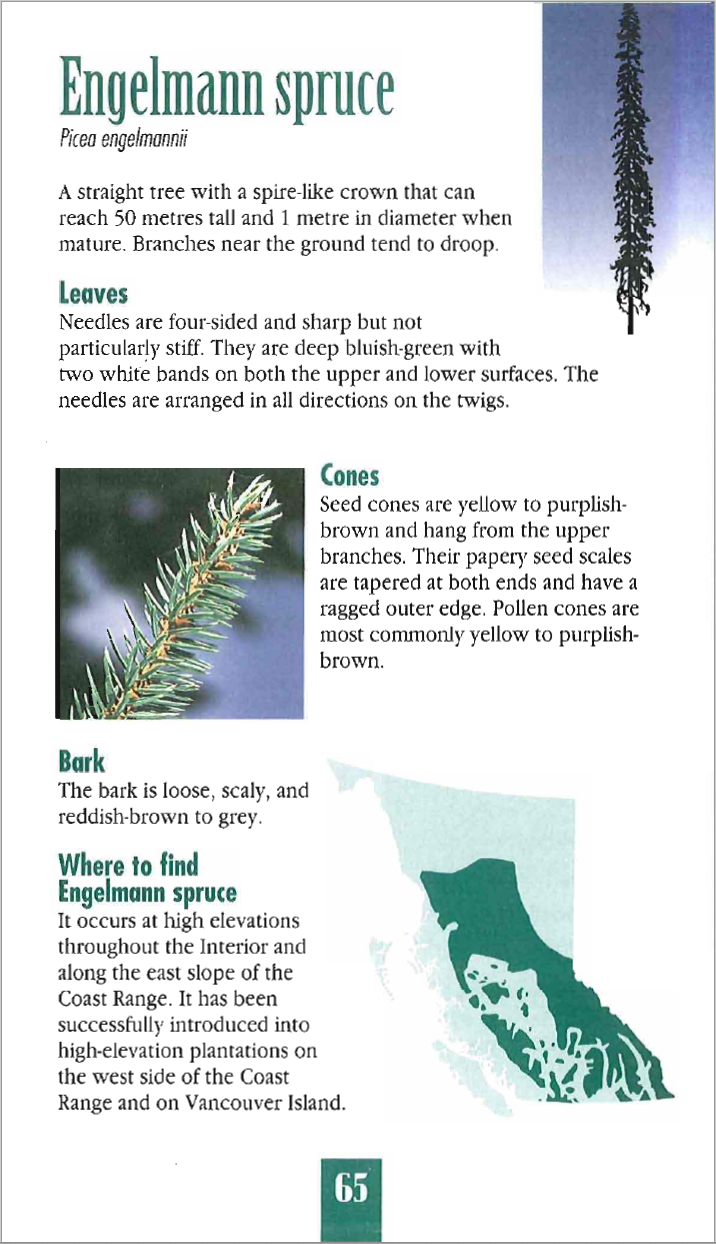 Engelmann spruce
Picea engelmannii
A straight tree with a spire-like crown that can
reach 50 metres tall and 1 metre in diameter when
mature. Branches near the ground tend to droop.
Leaves
Needles are four-sided and sharp but not
particularly stiff. They are deep bluish-green with
two white bands on both the upper and lower surfaces. The
needles are arranged in all directions on the twigs.
Cones
Seed cones are yellow to purplish-
brown and hang from the upper
branches. Their papery seed scales
are tapered at both ends and have a
ragged outer edge. Pollen cones are
most commonly yellow to purplish-
brown.
Bark
The bark is loose, scaly, and
reddish-brown to grey.
Where to find
Engelmann spruce
It occurs at high elevations
throughout the Interior and
along the east slope of the
Coast Range. It has been
successfully introduced into
high-elevation plantations on
the west side of the Coast
Range and on Vancouver Island.
65